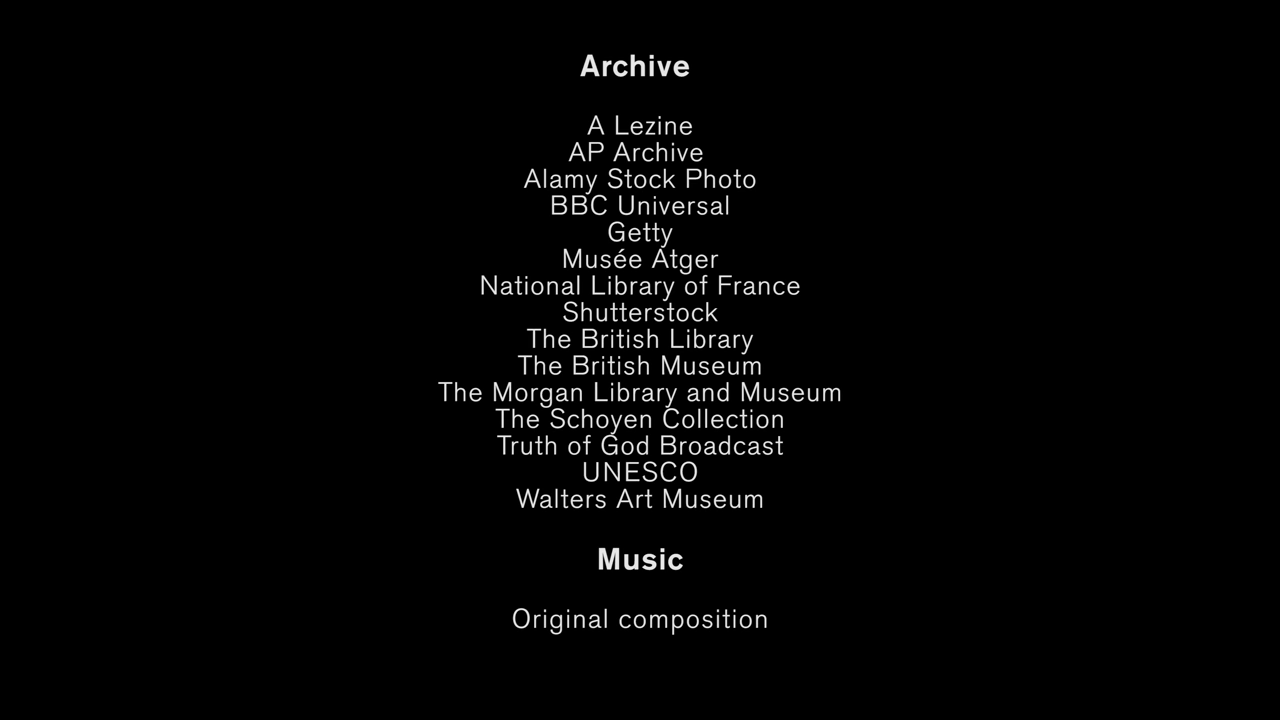 Archive
A Lezine
AP Archive
Alamy Stock Photo
BBC Universal
Getty
Musée Atger
National Library of France
Shutterstock
The British Library
The British Museum
The Morgan Library and Museum
The Schoyen Collection
Truth of God Broadcast
UNESCO
Walters Art Museum
Music
Original composition